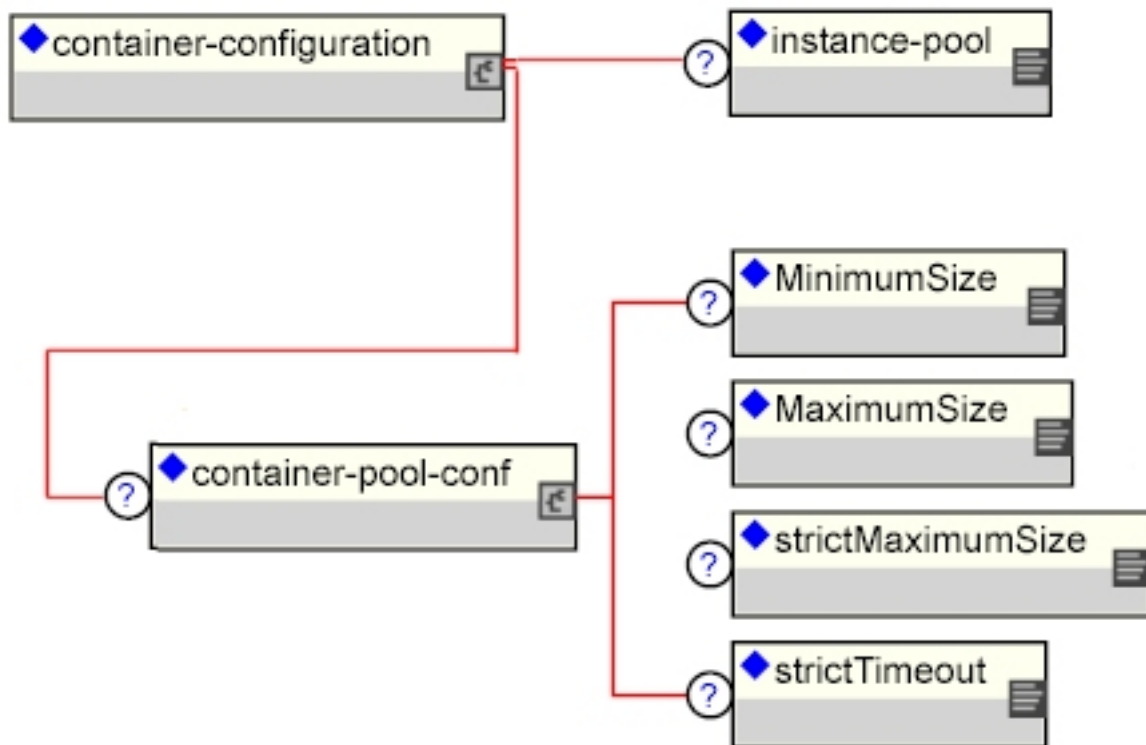 container-configuration
?
instance-pool
?
MinimumSize
?
MaximumSize
?
container-pool-conf
?
strictMaximumSize
?
strictTimeout
?